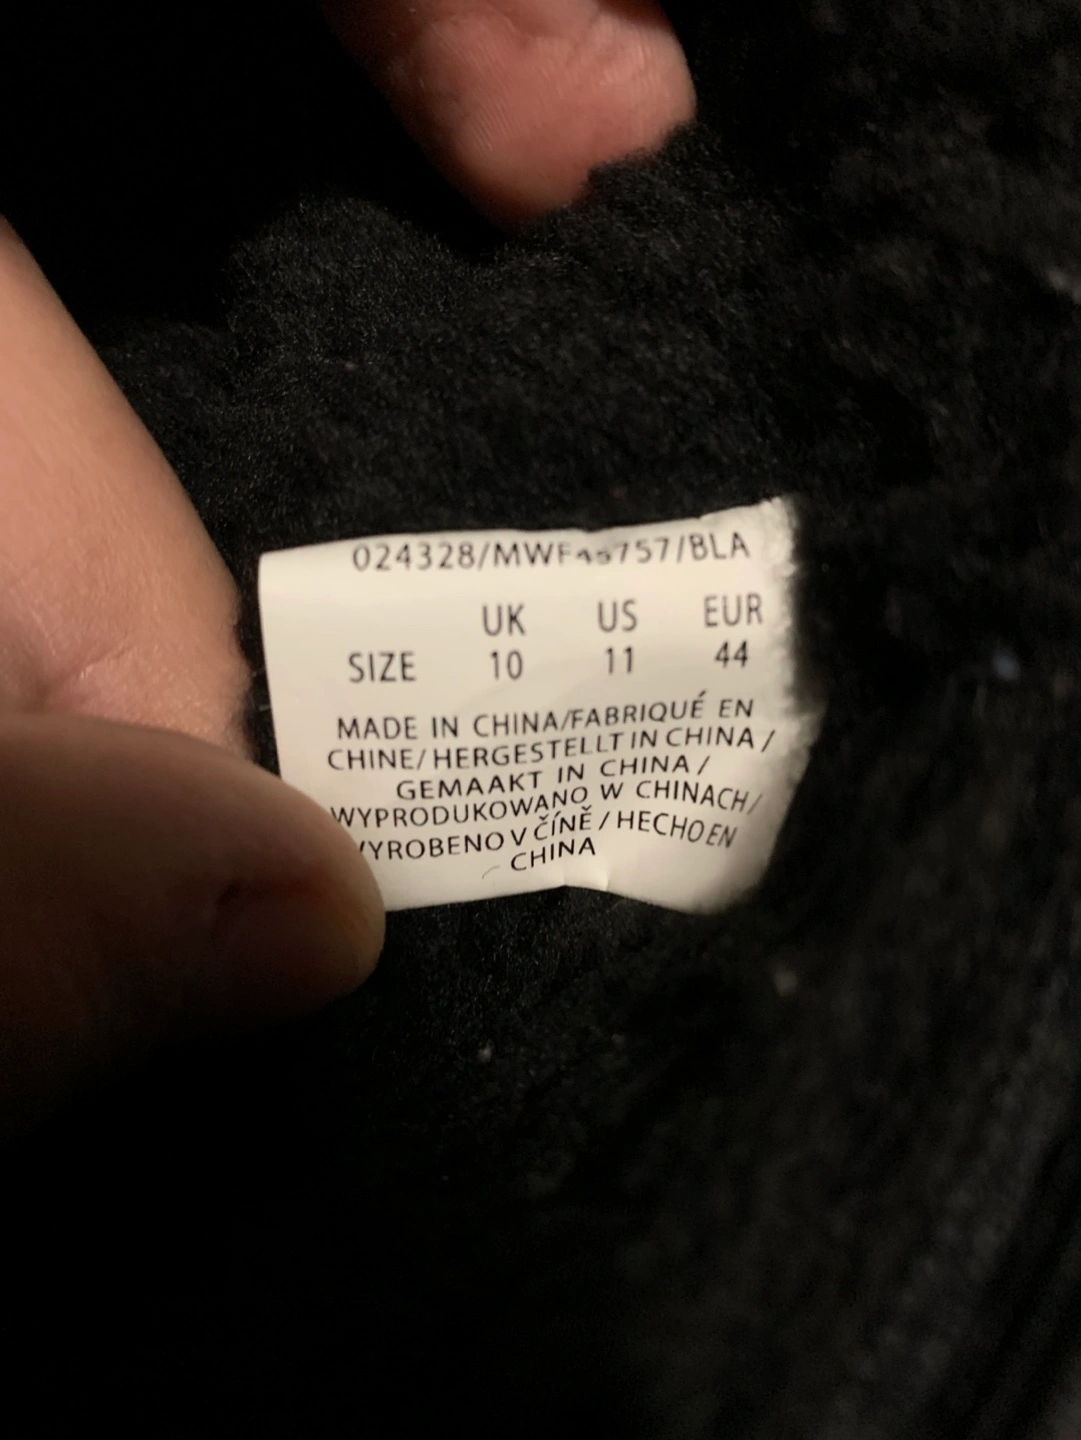 024328/MWF45757/BLA
UK US EUR
SIZE 10 11 44
MADE IN CHINA/FABRIQUÉ EN
CHINE/HERGESTELLT IN CHINA/
GEMAAKT IN CHINA/
WYPRODUKOWANO W CHINACH/
VYROBENO V ČÍNĚ/HECHO EN
CHINA